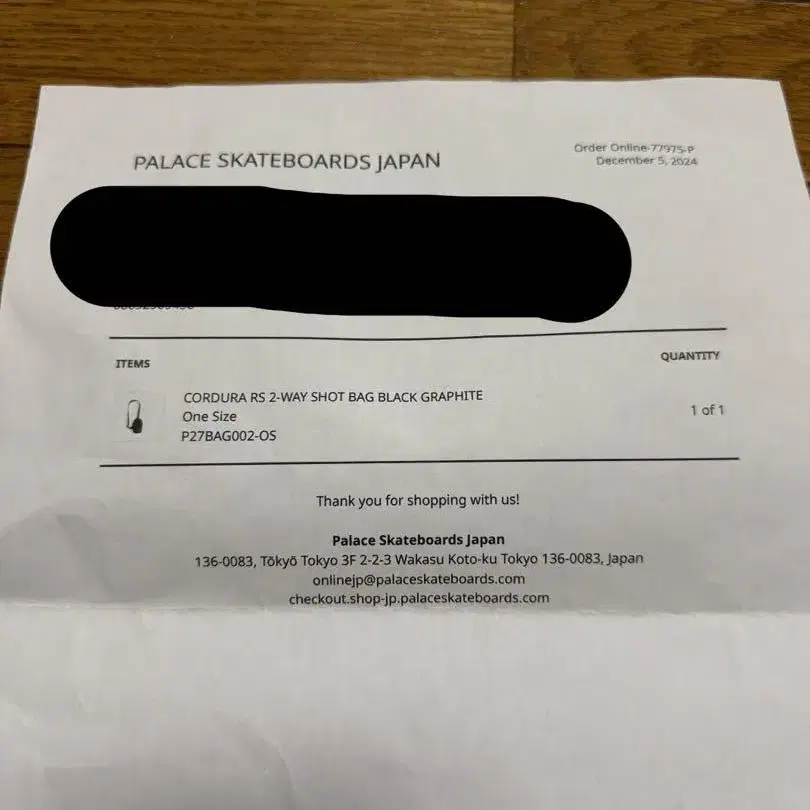 PALACE SKATEBOARDS JAPAN
Order Online-77975-P
December 5, 2024
ITEMS
QUANTITY
CORDURA RS 2-WAY SHOT BAG BLACK GRAPHITE
One Size
P27BAG002-OS
1 of 1
Thank you for shopping with us!
Palace Skateboards Japan
136-0083, Tōkyō Tokyo 3F 2-2-3 Wakasu Koto-ku Tokyo 136-0083, Japan
onlinejp@palaceskateboards.com
checkout.shop-jp.palaceskateboards.com